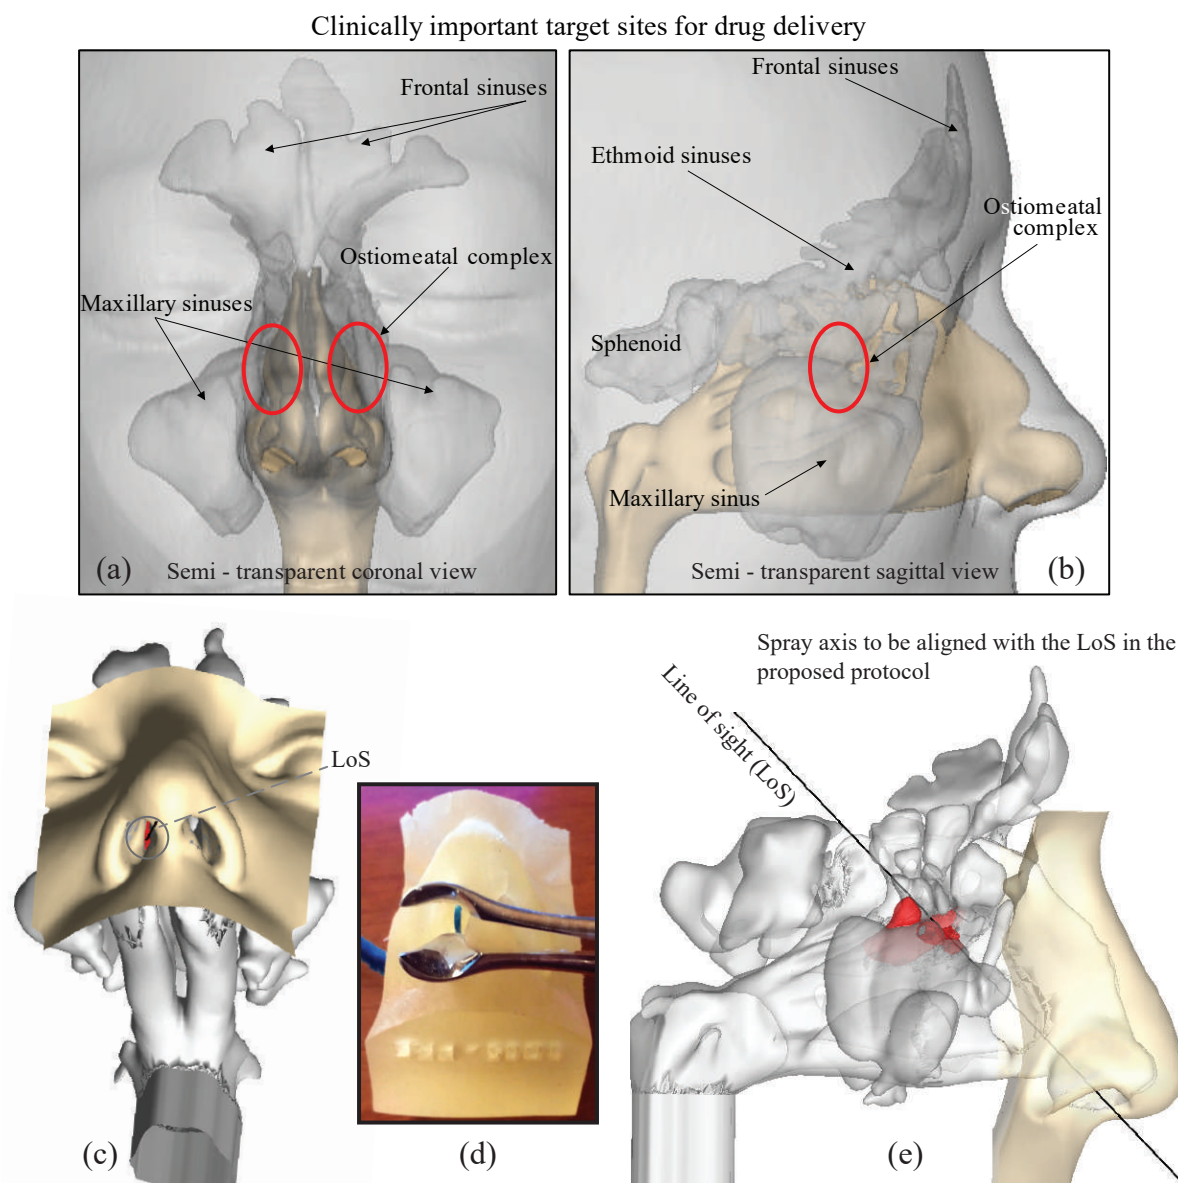 Clinically important target sites for drug delivery
Frontal sinuses
Ostiomeatal complex
Maxillary sinuses
(a)
Semi - transparent coronal view
Frontal sinuses
Ethmoid sinuses
Ostiomeatal
complex
Sphenoid
Maxillary sinus
Semi - transparent sagittal view
(b)
LoS
(c)
(d)
Spray axis to be aligned with the LoS in the
proposed protocol
Line of sight (LoS)
(e)